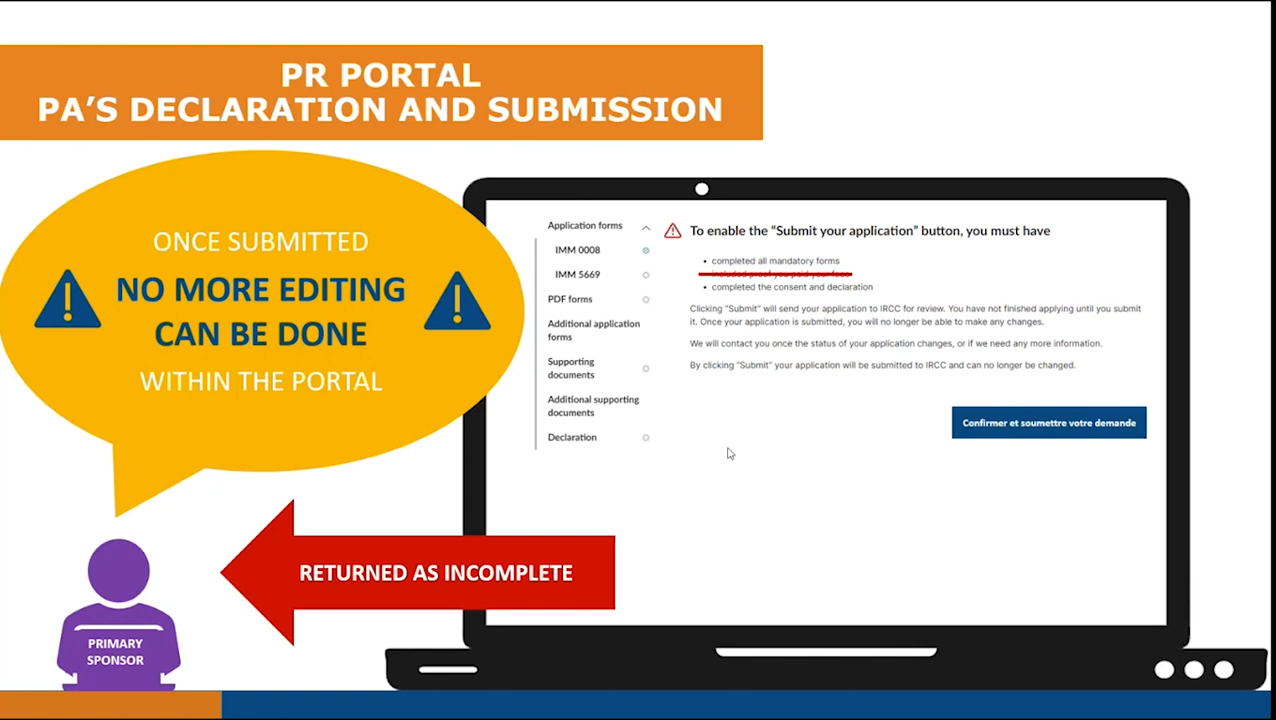 PR PORTAL
PA'S DECLARATION AND SUBMISSION
ONCE SUBMITTED
NO MORE EDITING
CAN BE DONE
WITHIN THE PORTAL
Application forms
IMM 0008
IMM 5669
PDF forms
Additional application
forms
Supporting
documents
Additional supporting
documents
Declaration
To enable the “Submit your application” button, you must have
• completed all mandatory forms
• included proof you paid your fees
• completed the consent and declaration
Clicking "Submit" will send your application to IRCC for review. You have not finished applying until you submit
it. Once your application is submitted, you will no longer be able to make any changes.
We will contact you once the status of your application changes, or if we need any more information.
By clicking "Submit" your application will be submitted to IRCC and can no longer be changed.
Confirmer et soumettre votre demande
RETURNED AS INCOMPLETE
PRIMARY
SPONSOR